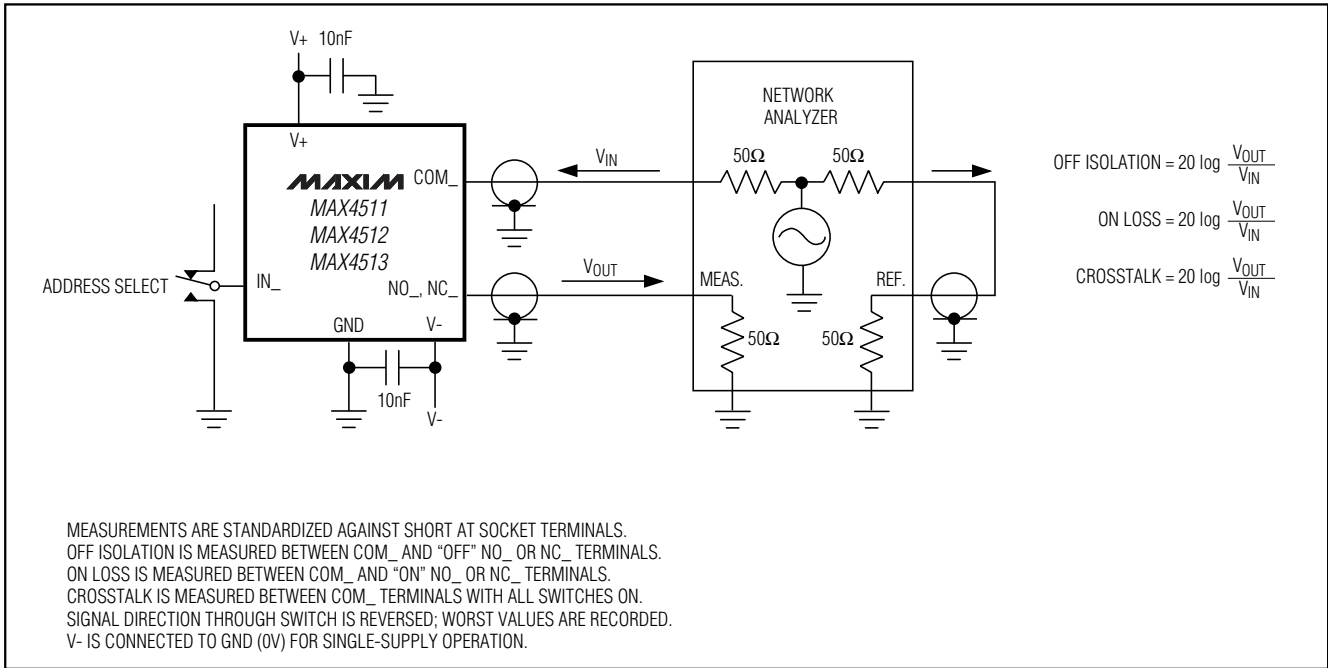 V+ 10nF
V+
MAXIM
MAX4511
MAX4512
MAX4513
COM_
IN_
NO_, NC_
GND
V-
10nF
V-
ADDRESS SELECT
VIN
VOUT
NETWORK
ANALYZER
50Ω
50Ω
MEAS.
REF.
50Ω
50Ω
OFF ISOLATION = 20 log VOUT/VIN
ON LOSS = 20 log VOUT/VIN
CROSSTALK = 20 log VOUT/VIN
MEASUREMENTS ARE STANDARDIZED AGAINST SHORT AT SOCKET TERMINALS.
OFF ISOLATION IS MEASURED BETWEEN COM_ AND “OFF” NO_ OR NC_ TERMINALS.
ON LOSS IS MEASURED BETWEEN COM_ AND “ON” NO_ OR NC_ TERMINALS.
CROSSTALK IS MEASURED BETWEEN COM_ TERMINALS WITH ALL SWITCHES ON.
SIGNAL DIRECTION THROUGH SWITCH IS REVERSED; WORST VALUES ARE RECORDED.
V- IS CONNECTED TO GND (0V) FOR SINGLE-SUPPLY OPERATION.